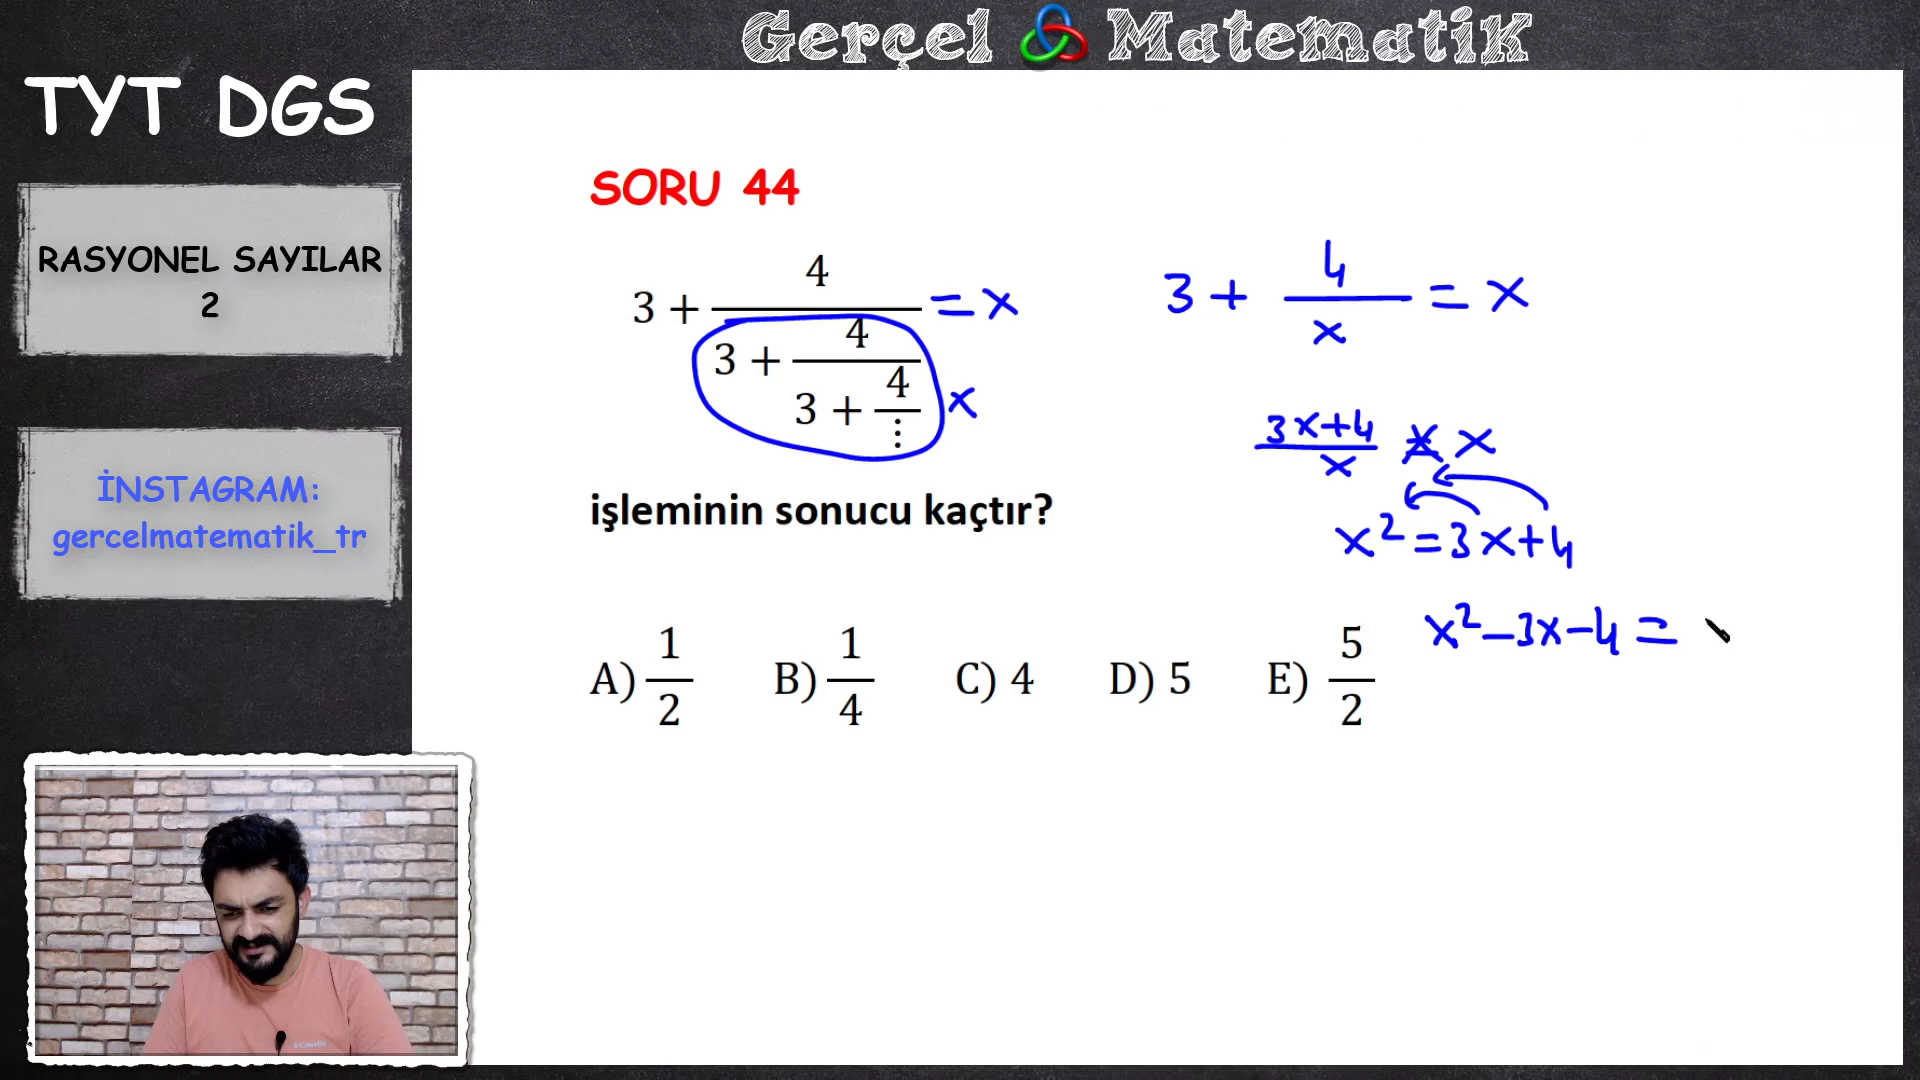 Gerçel Matematik
TYT DGS
RASYONEL SAYILAR
2
İNSTAGRAM:
gercelmatematik_tr
SORU 44
3 + 4 = x
3 + 4 x
3 + 4
⋮
işleminin sonucu kaçtır?
A) 1/2 B) 1/4 C) 4 D) 5 E) 5/2
3 + 4/x = x
3x+4/x x
x² = 3x+4
x² – 3x – 4 =
Columbia